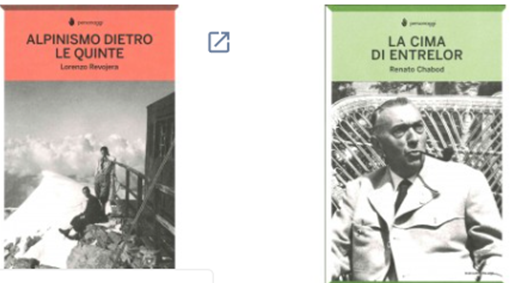 personaggi
ALPINISMO DIETRO
LE QUINTE
Lorenzo Revojera
personaggi
LA CIMA
DI ENTRELOR
Renato Chabod